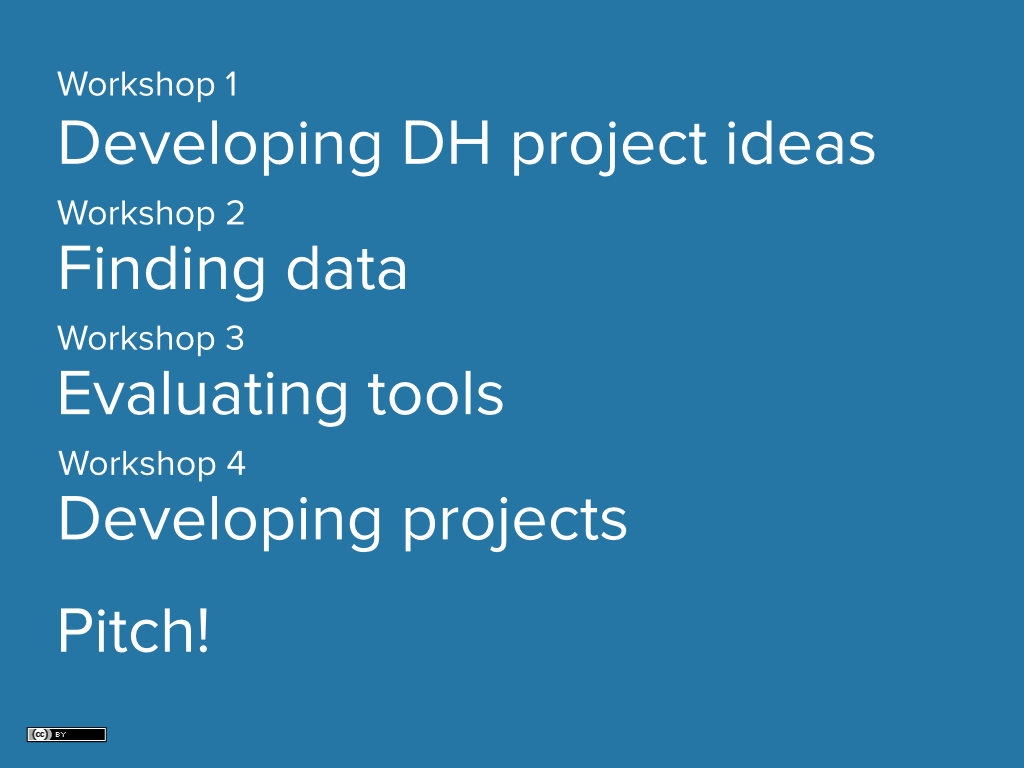 Workshop 1
Developing DH project ideas
Workshop 2
Finding data
Workshop 3
Evaluating tools
Workshop 4
Developing projects
Pitch!
cc BY